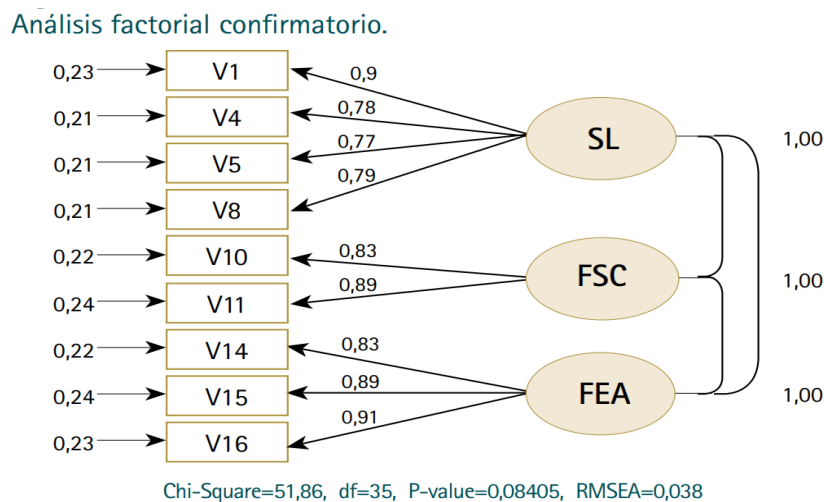 Análisis factorial confirmatorio.
0,23 V1 0,9
0,21 V4 0,78
0,21 V5 0,77
0,21 V8 0,79
SL 1,00
0,22 V10 0,83
0,24 V11 0,89
FSC 1,00
0,22 V14 0,83
0,24 V15 0,89
0,23 V16 0,91
FEA 1,00
Chi-Square=51,86, df=35, P-value=0,08405, RMSEA=0,038